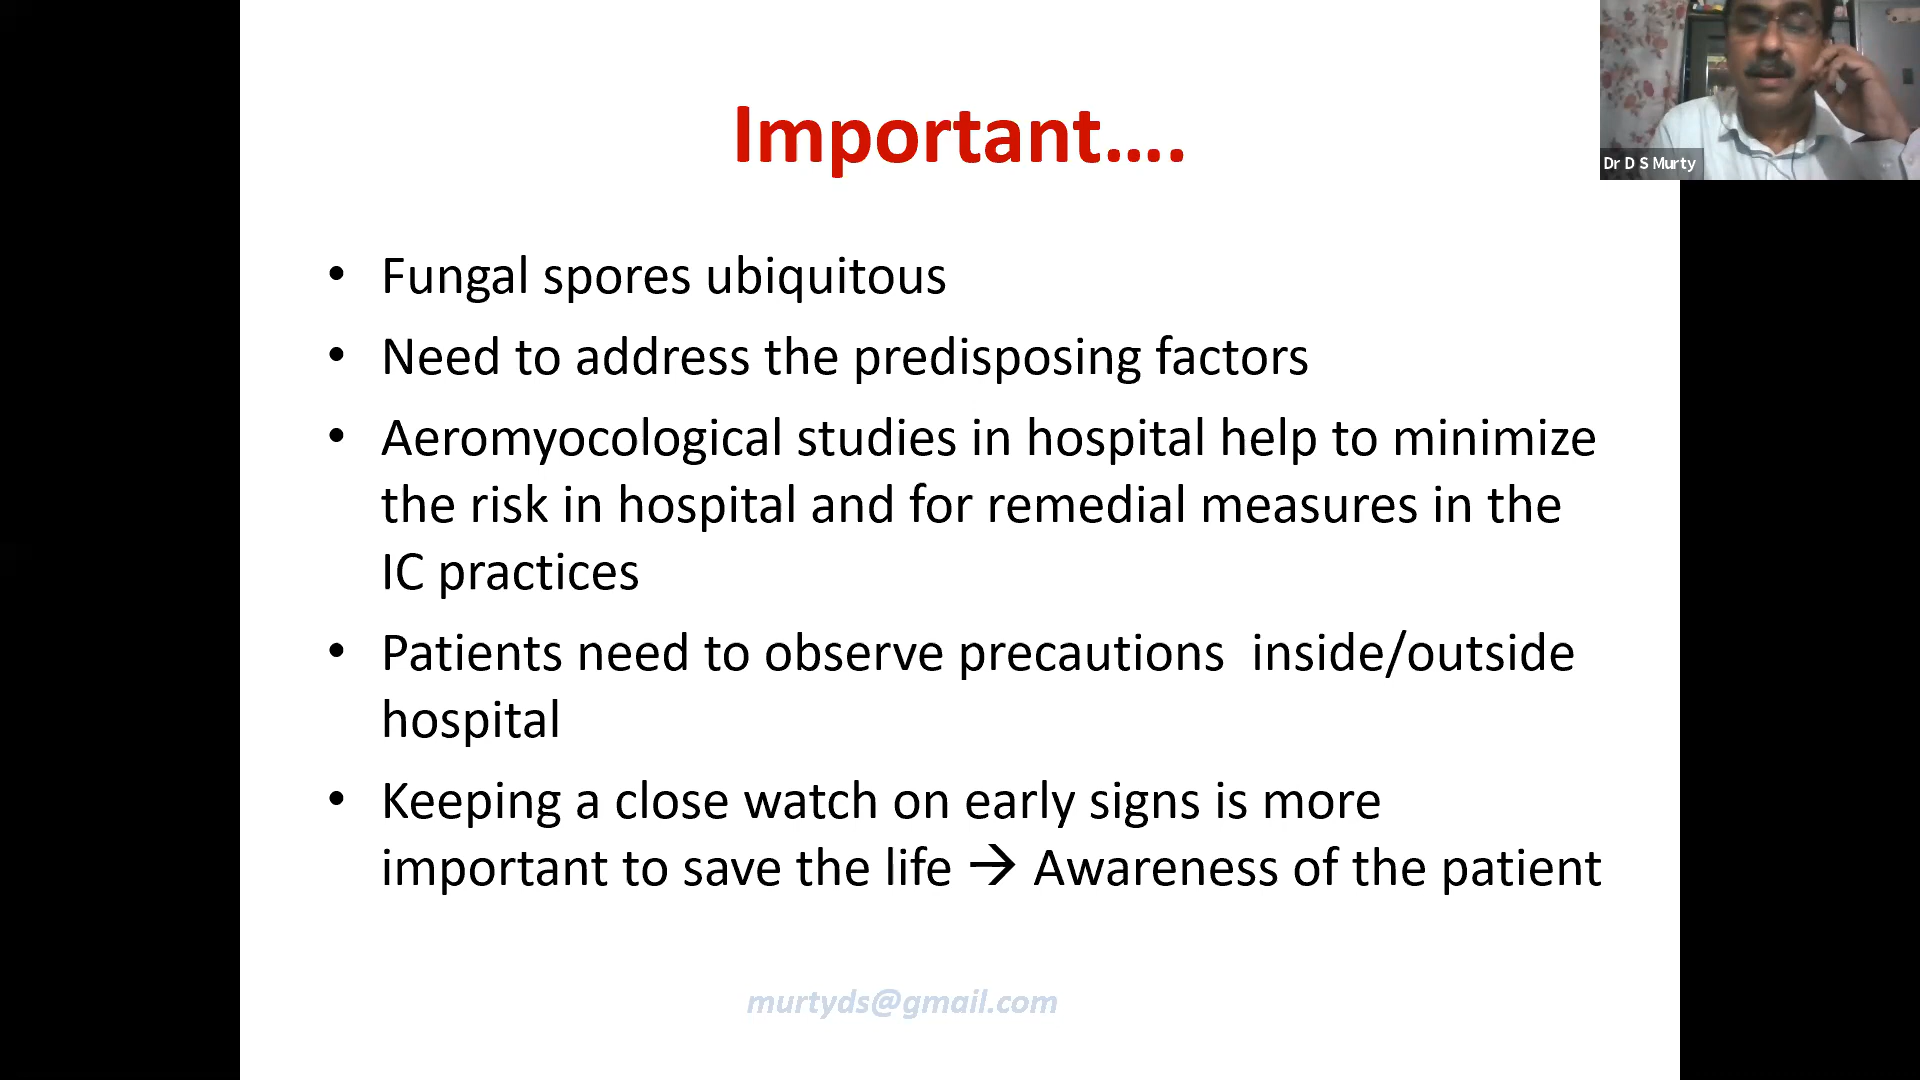 Important....
Dr D S Murty
• Fungal spores ubiquitous
• Need to address the predisposing factors
• Aeromyocological studies in hospital help to minimize
the risk in hospital and for remedial measures in the
IC practices
• Patients need to observe precautions  inside/outside
hospital
• Keeping a close watch on early signs is more
important to save the life → Awareness of the patient
murtyds@gmail.com